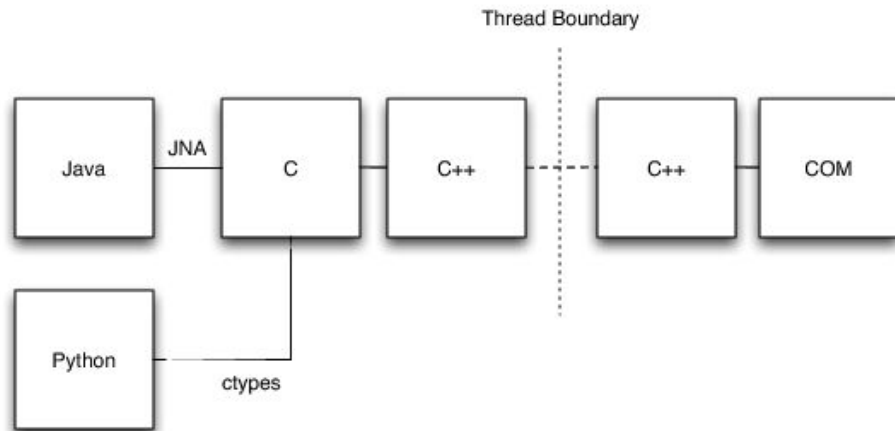 Thread Boundary
Java
JNA
C
C++
C++
COM
Python
ctypes